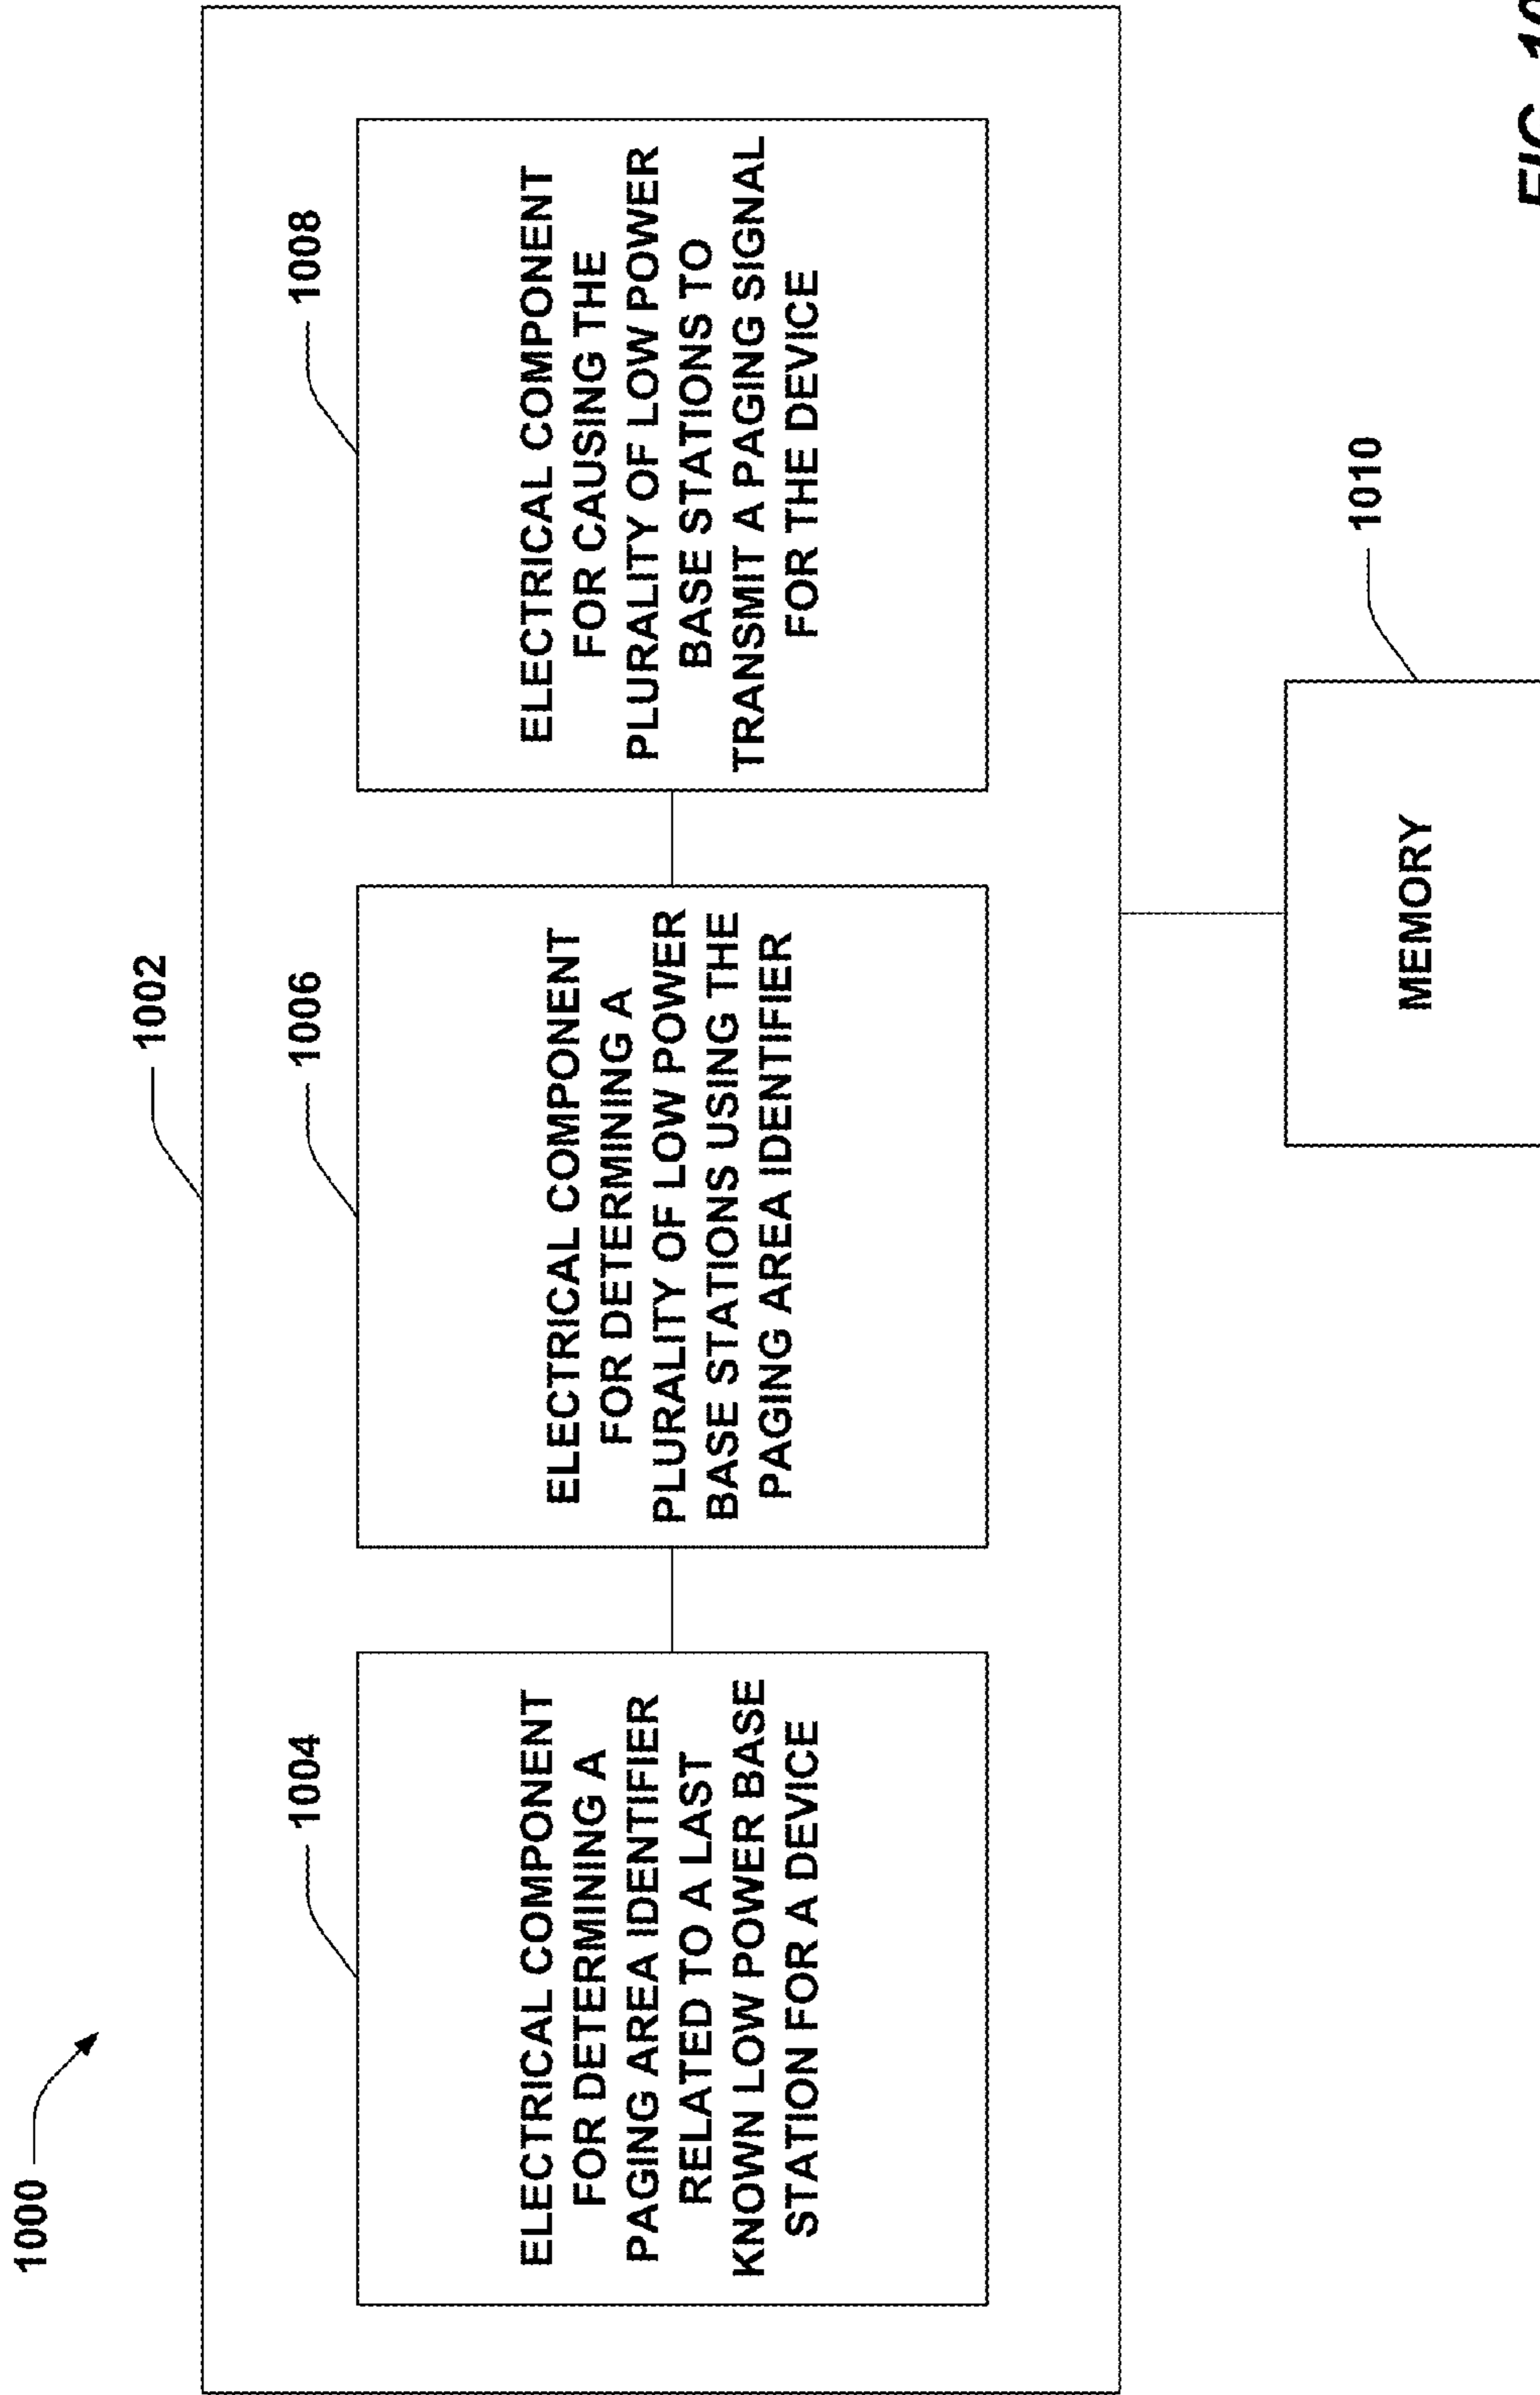 1000
1002
1004
ELECTRICAL COMPONENT
FOR DETERMINING A
PAGING AREA IDENTIFIER
RELATED TO A LAST
KNOWN LOW POWER BASE
STATION FOR A DEVICE
1006
ELECTRICAL COMPONENT
FOR DETERMINING A
PLURALITY OF LOW POWER
BASE STATIONS USING THE
PAGING AREA IDENTIFIER
1008
ELECTRICAL COMPONENT
FOR CAUSING THE
PLURALITY OF LOW POWER
BASE STATIONS TO
TRANSMIT A PAGING SIGNAL
FOR THE DEVICE
1010
MEMORY
FIG. 10